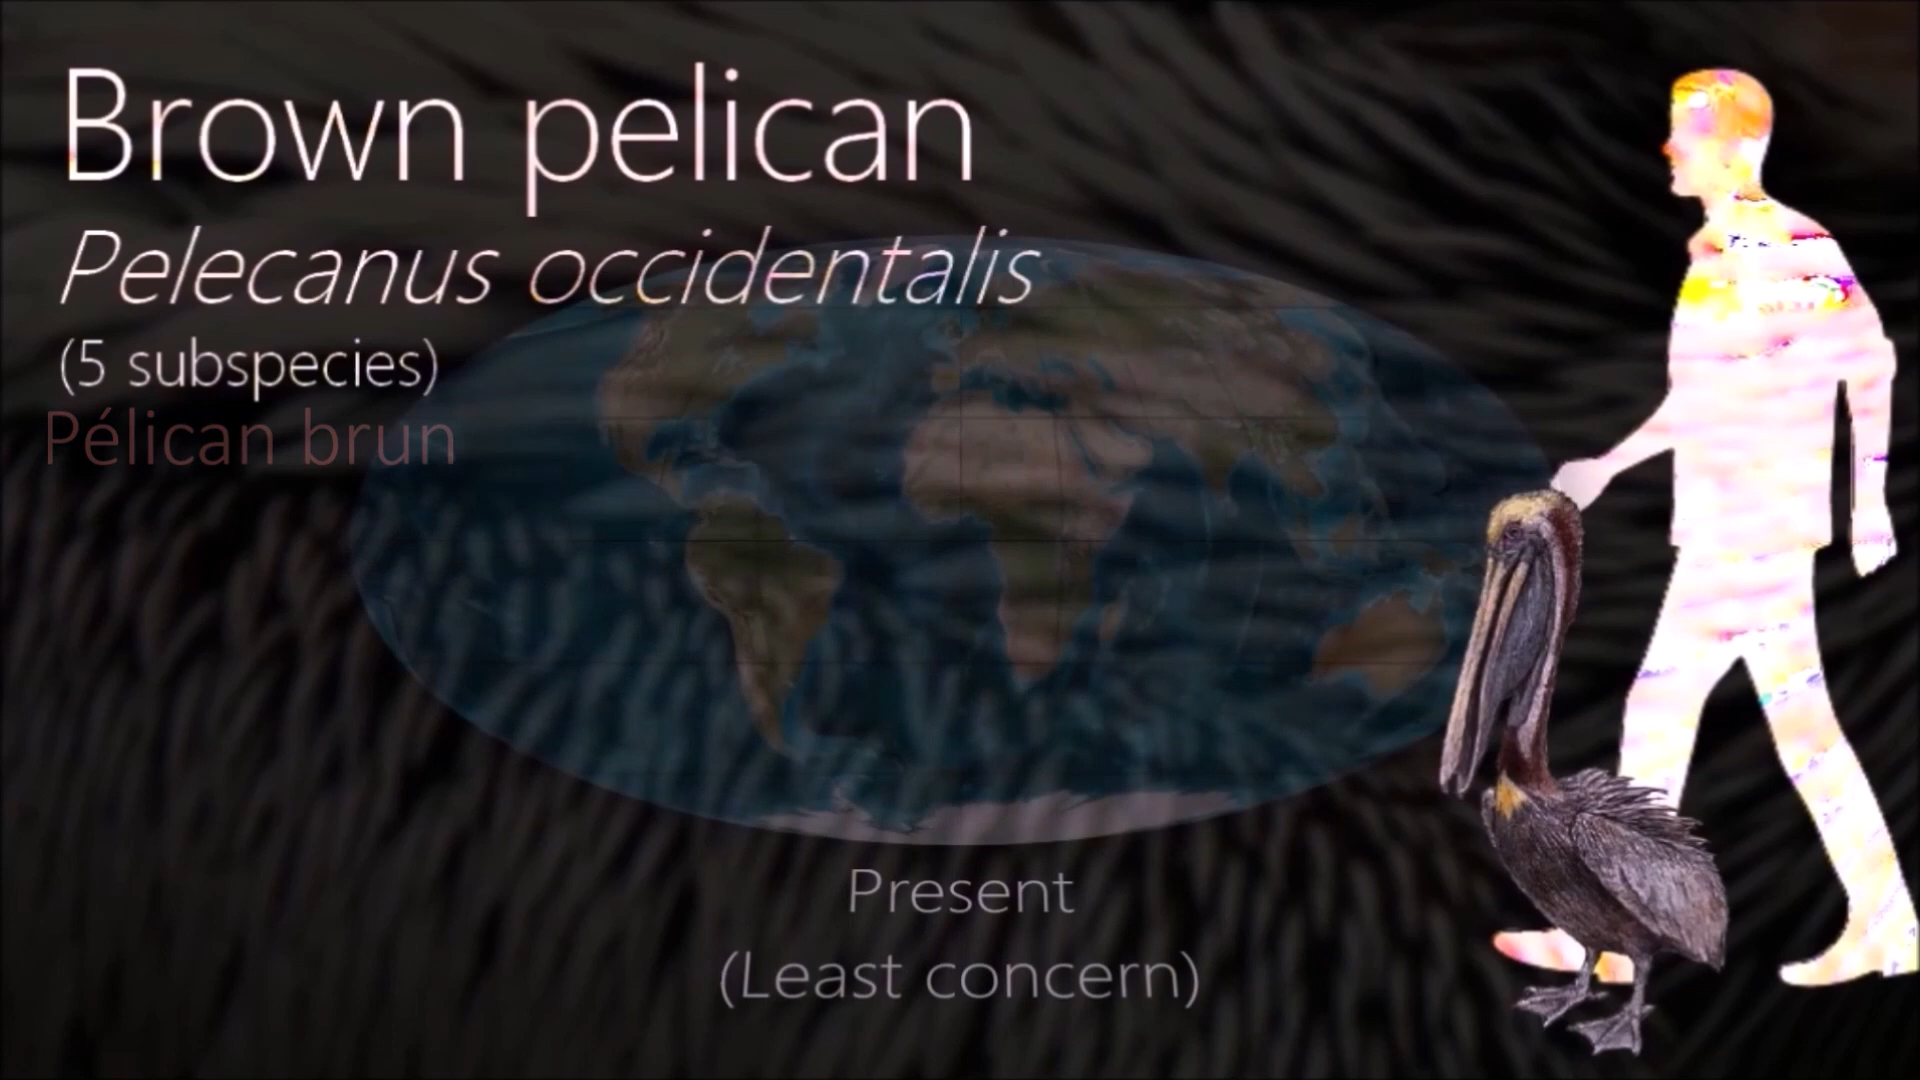 Brown pelican
Pelecanus occidentalis
(5 subspecies)
Pélican brun
Present
(Least concern)